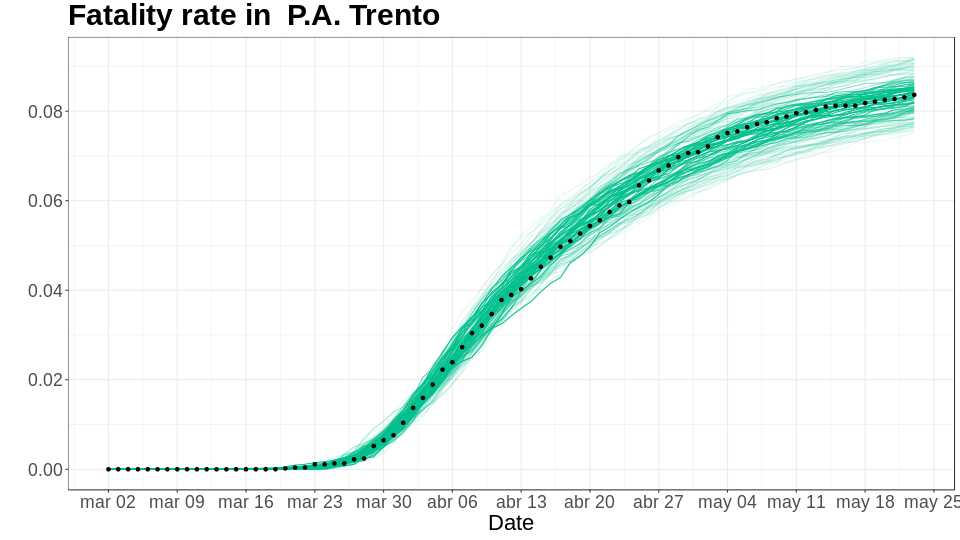 Fatality rate in  P.A. Trento
0.08
0.06
0.04
0.02
0.00
mar 02 mar 09 mar 16 mar 23 mar 30 abr 06 abr 13 abr 20 abr 27 may 04 may 11 may 18 may 25
Date